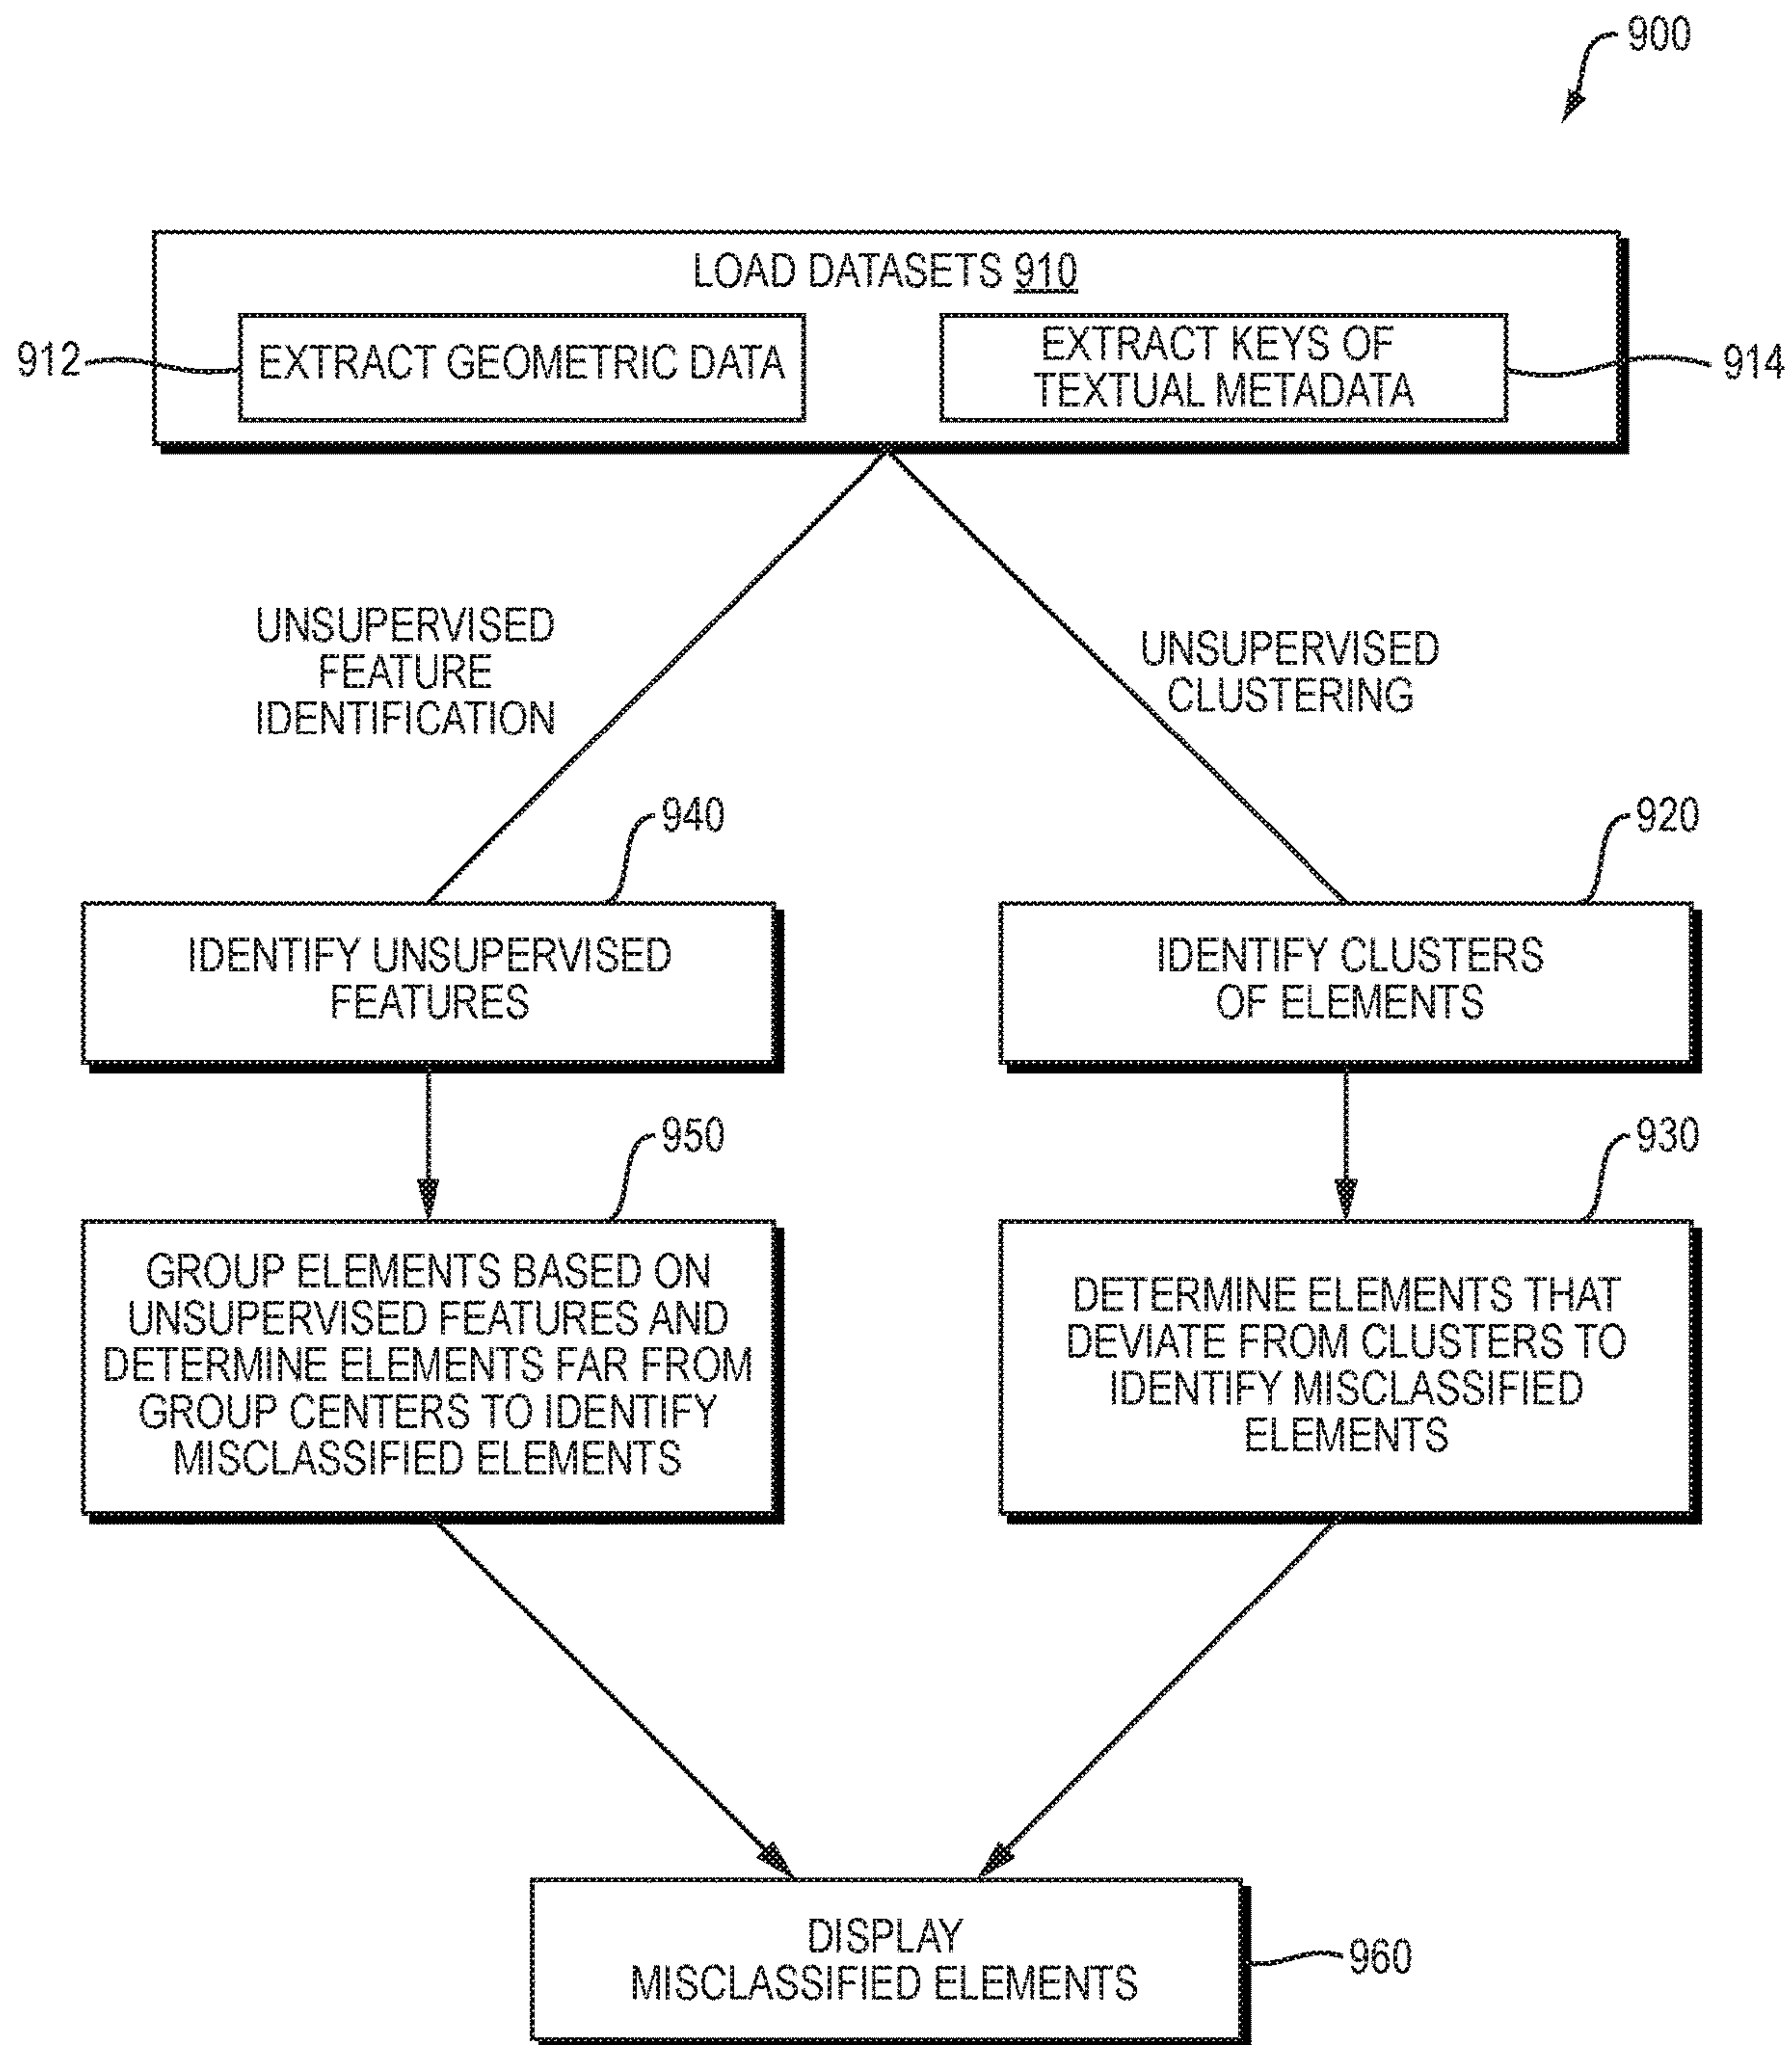 900
LOAD DATASETS 910
912
EXTRACT GEOMETRIC DATA
EXTRACT KEYS OF
TEXTUAL METADATA
914
UNSUPERVISED
FEATURE
IDENTIFICATION
UNSUPERVISED
CLUSTERING
940
IDENTIFY UNSUPERVISED
FEATURES
920
IDENTIFY CLUSTERS
OF ELEMENTS
950
GROUP ELEMENTS BASED ON
UNSUPERVISED FEATURES AND
DETERMINE ELEMENTS FAR FROM
GROUP CENTERS TO IDENTIFY
MISCLASSIFIED ELEMENTS
930
DETERMINE ELEMENTS THAT
DEVIATE FROM CLUSTERS TO
IDENTIFY MISCLASSIFIED
ELEMENTS
DISPLAY
MISCLASSIFIED ELEMENTS
960